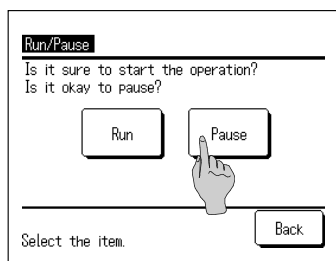 Run/Pause
Is it sure to start the operation?
Is it okay to pause?
Run Pause
Back
Select the item.